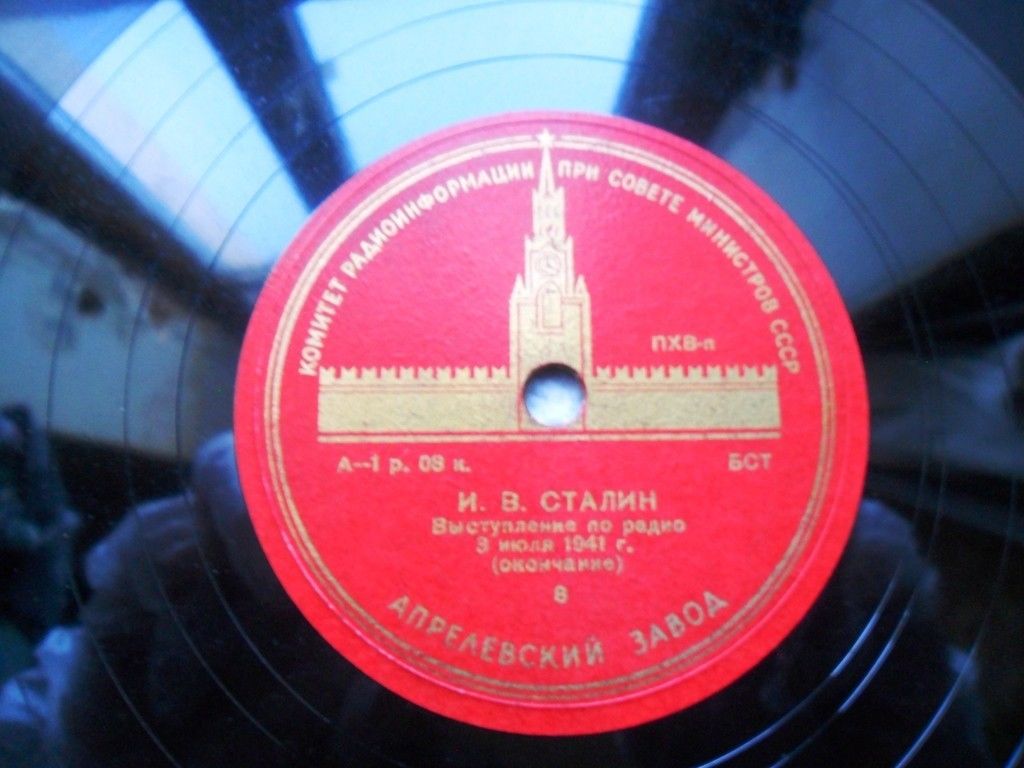 КОМИТЕТ РАДИОИНФОРМАЦИИ ПРИ СОВЕТЕ МИНИСТРОВ СССР
ПХВ-п
А—1 р. 08 к.
БСТ
И. В. СТАЛИН
Выступление по радио
3 июля 1941 г.
(окончание)
8
АПРЕЛЕВСКИЙ ЗАВОД